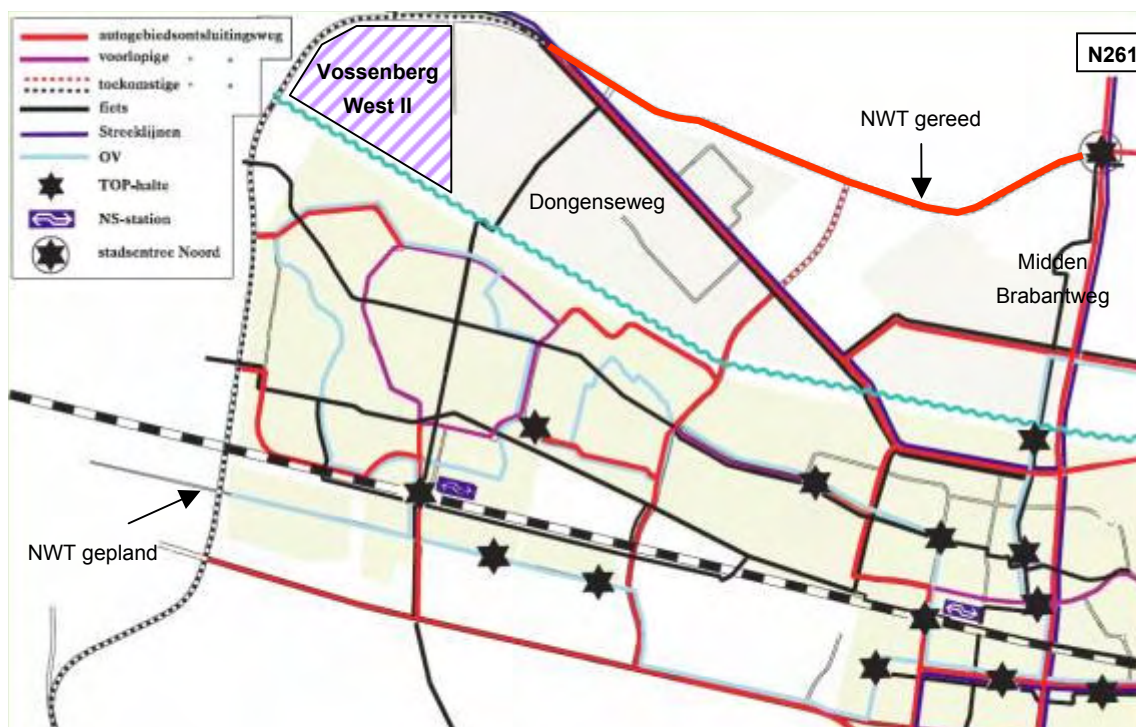 autogebiedsontsluitingsweg
voorlopige " "
toekomstige " "
fiets
Streeklijnen
OV
TOP-halte
NS-station
stadsentree Noord
Vossenberg
West II
N261
NWT gereed
Dongenseweg
Midden
Brabantweg
NWT gepland